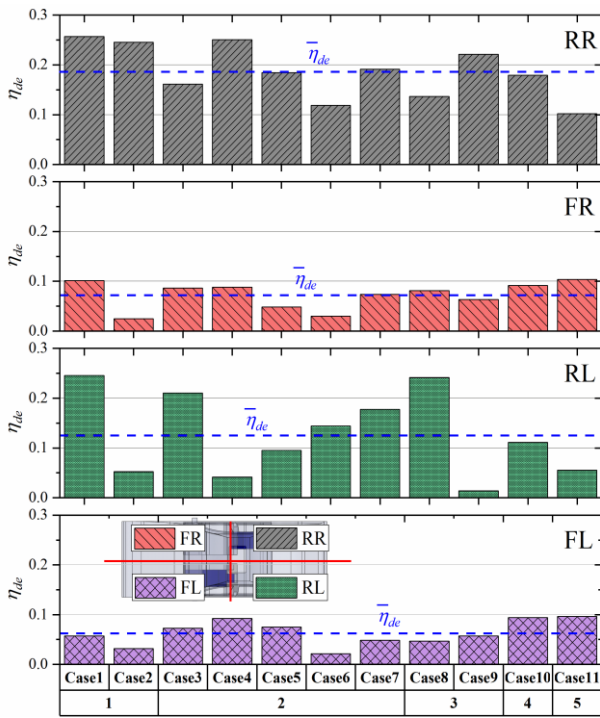 0.3
RR
η̅de
0.2
ηde
0.1
0.0
0.3
FR
0.2
ηde
η̅de
0.1
0.0
0.3
RL
0.2
ηde
η̅de
0.1
0.0
0.3
FL
FR RR
0.2
ηde
FL RL
0.1
η̅de
0.0
Case1 Case2 Case3 Case4 Case5 Case6 Case7 Case8 Case9 Case10 Case11
1 2 3 4 5